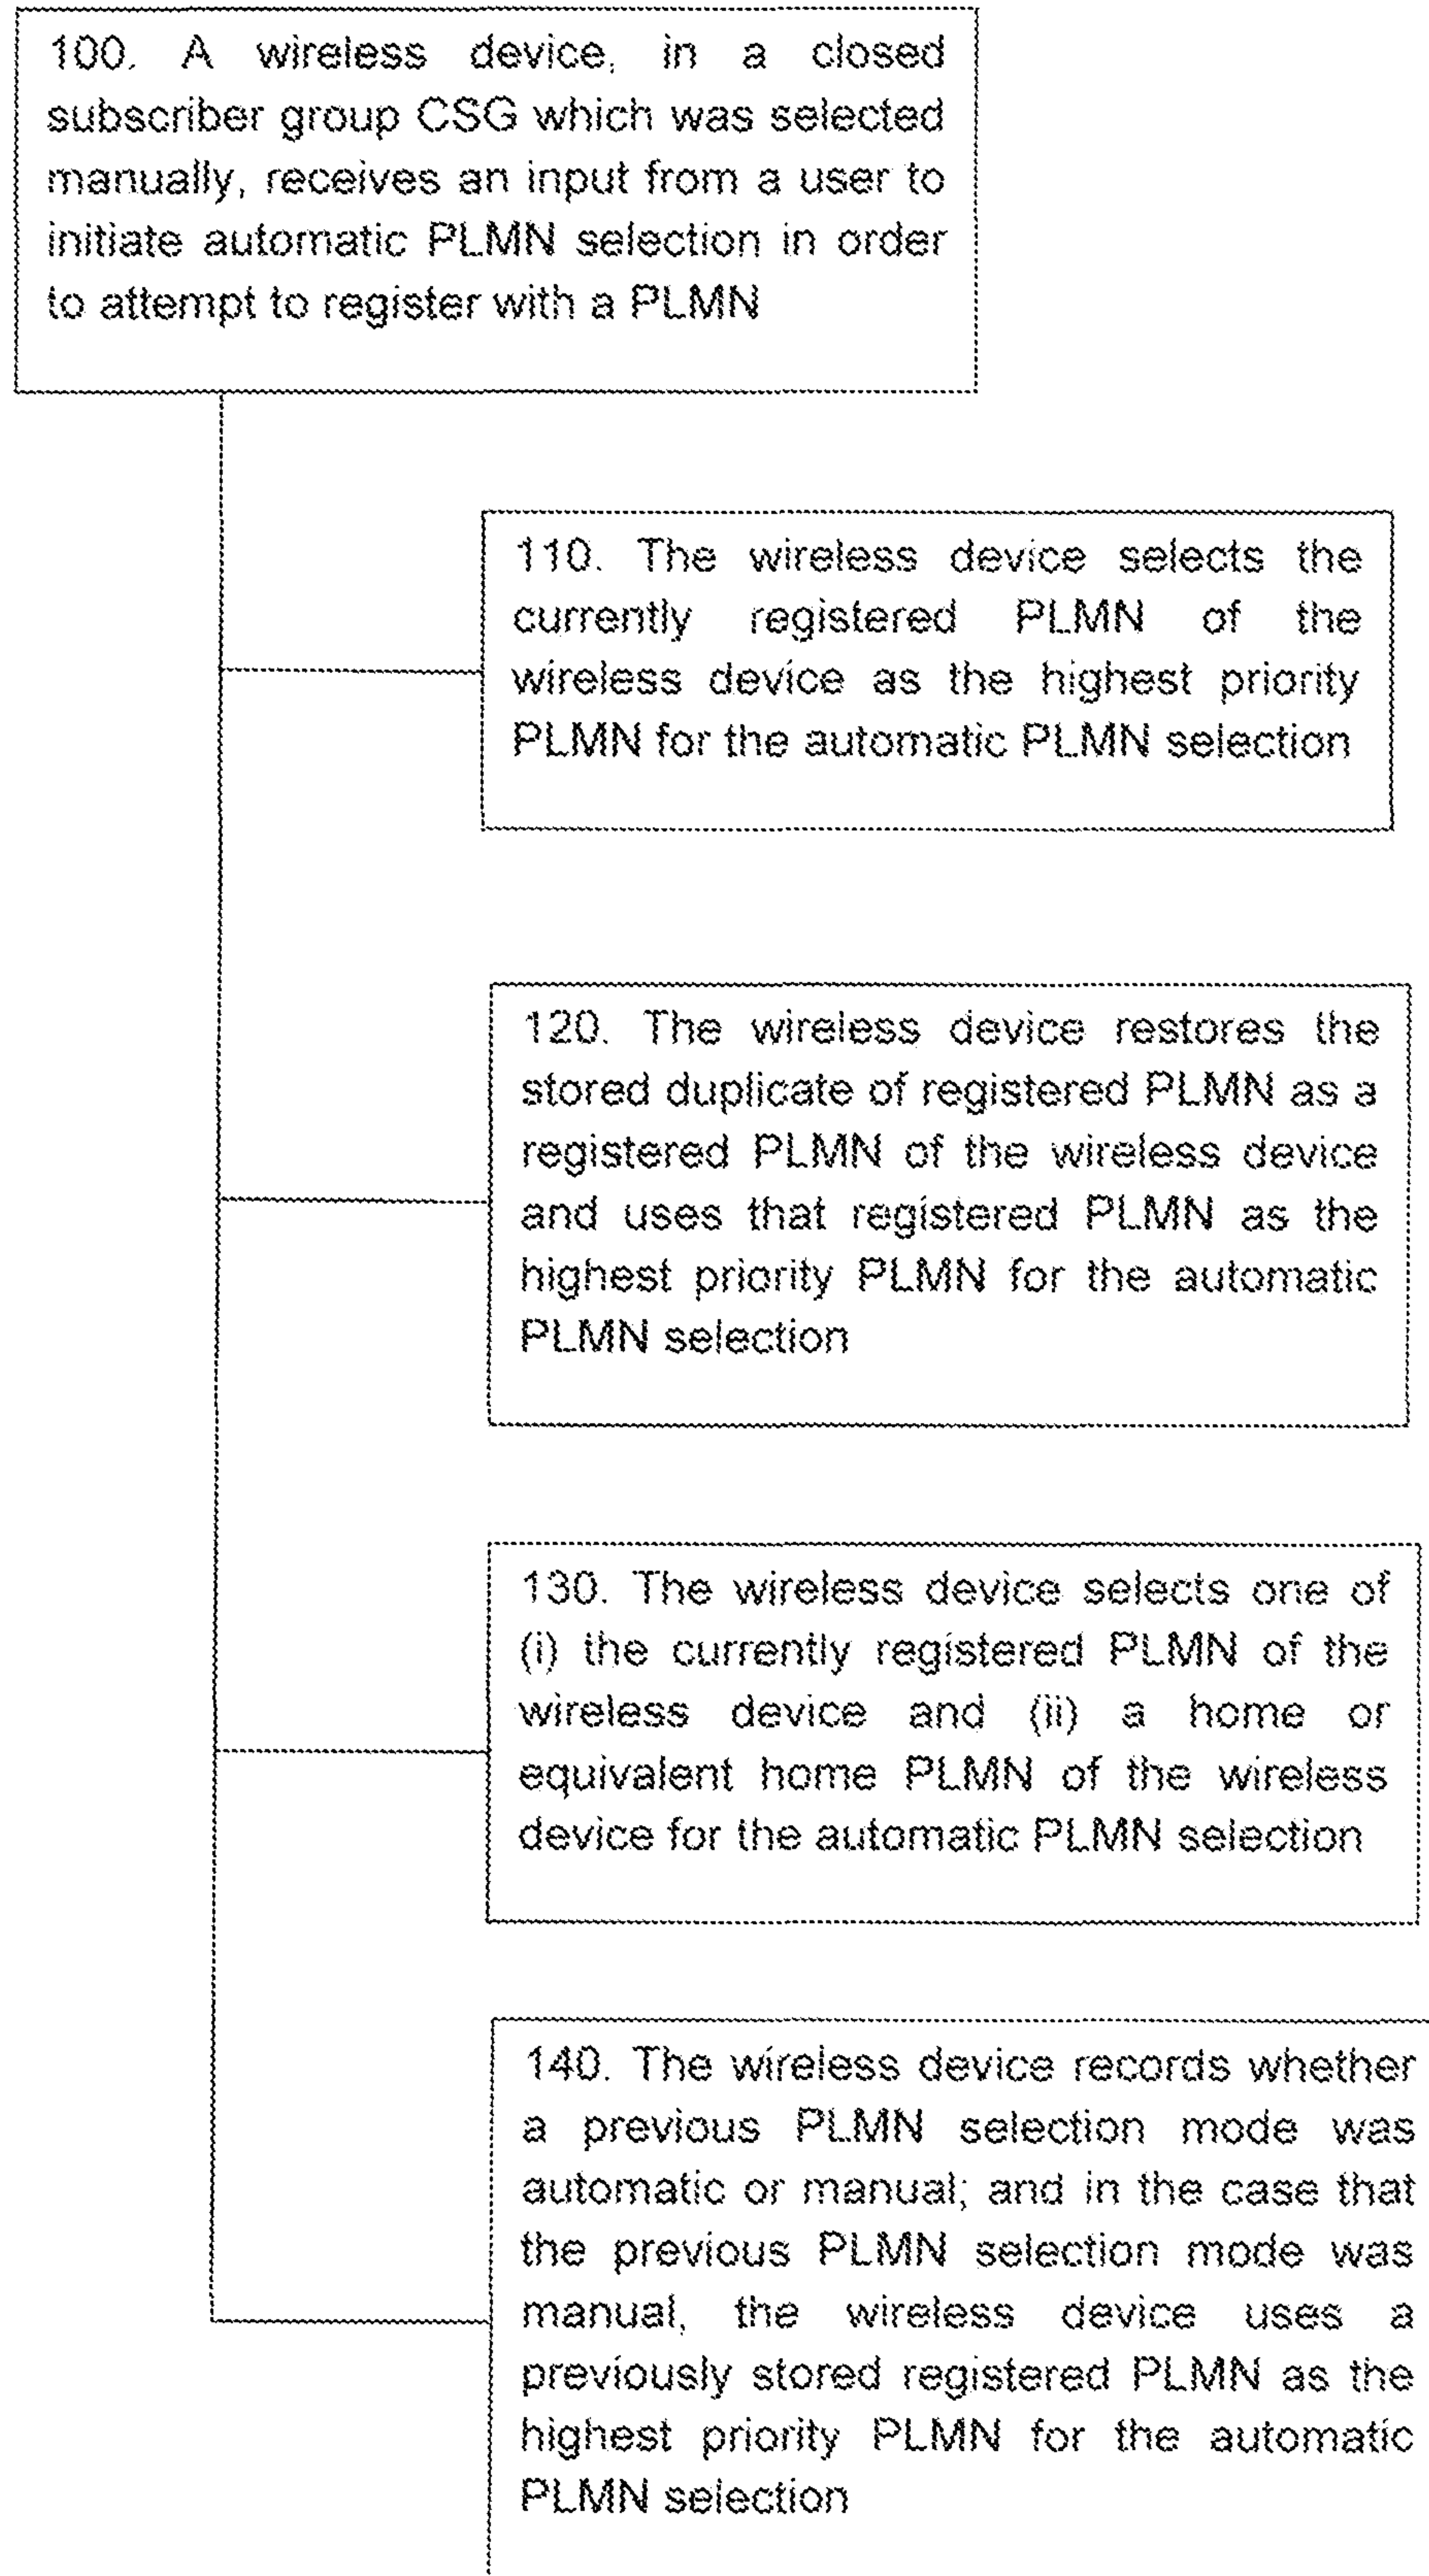 100. A wireless device, in a closed
subscriber group CSG which was selected
manually, receives an input from a user to
initiate automatic PLMN selection in order
to attempt to register with a PLMN
110. The wireless device selects the
currently registered PLMN of the
wireless device as the highest priority
PLMN for the automatic PLMN selection
120. The wireless device restores the
stored duplicate of registered PLMN as a
registered PLMN of the wireless device
and uses that registered PLMN as the
highest priority PLMN for the automatic
PLMN selection
130. The wireless device selects one of
(i) the currently registered PLMN of the
wireless device and (ii) a home or
equivalent home PLMN of the wireless
device for the automatic PLMN selection
140. The wireless device records whether
a previous PLMN selection mode was
automatic or manual; and in the case that
the previous PLMN selection mode was
manual, the wireless device uses a
previously stored registered PLMN as the
highest priority PLMN for the automatic
PLMN selection